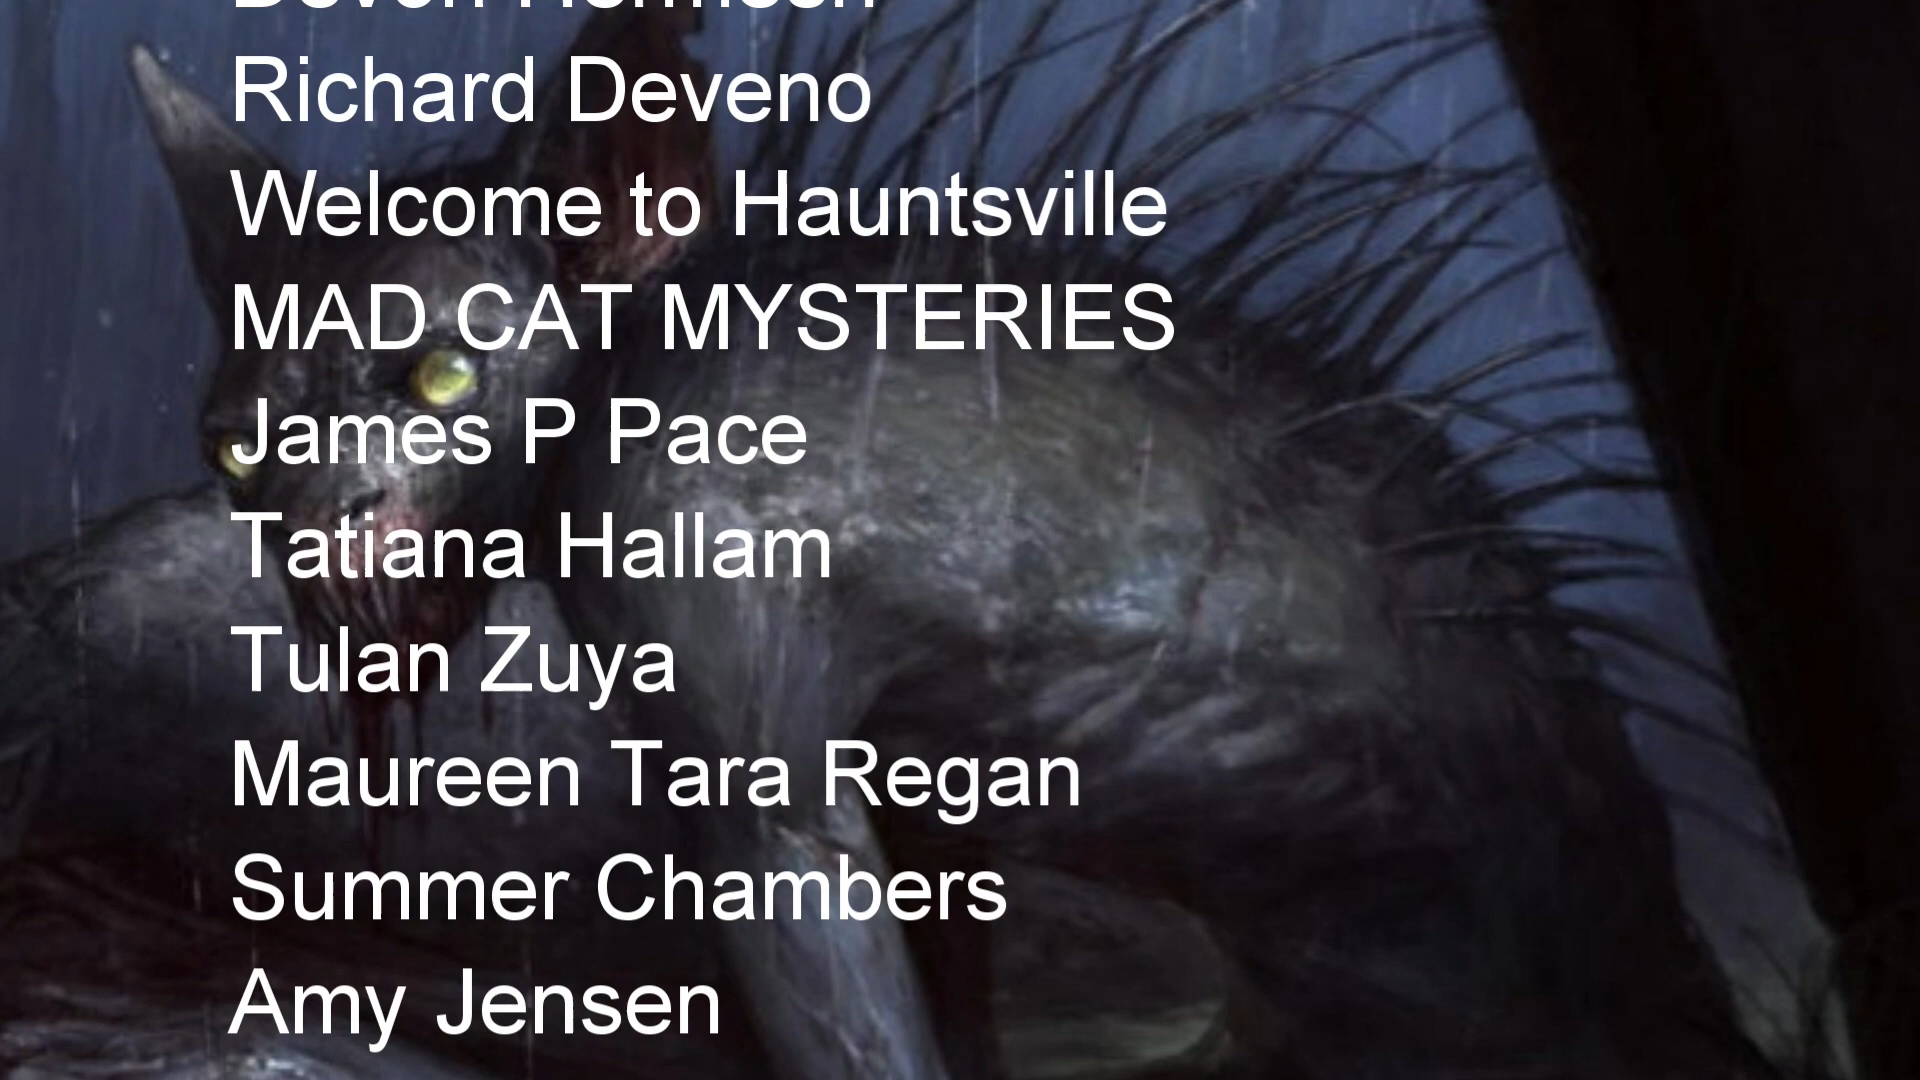 Richard Deveno
Welcome to Hauntsville
MAD CAT MYSTERIES
James P Pace
Tatiana Hallam
Tulan Zuya
Maureen Tara Regan
Summer Chambers
Amy Jensen